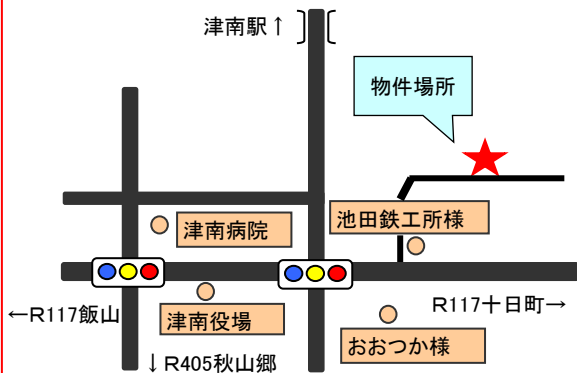 津南駅↑
物件場所
池田鉄工所様
津南病院
←R117飯山
津南役場
R117十日町→
おおつか様
↓R405秋山郷